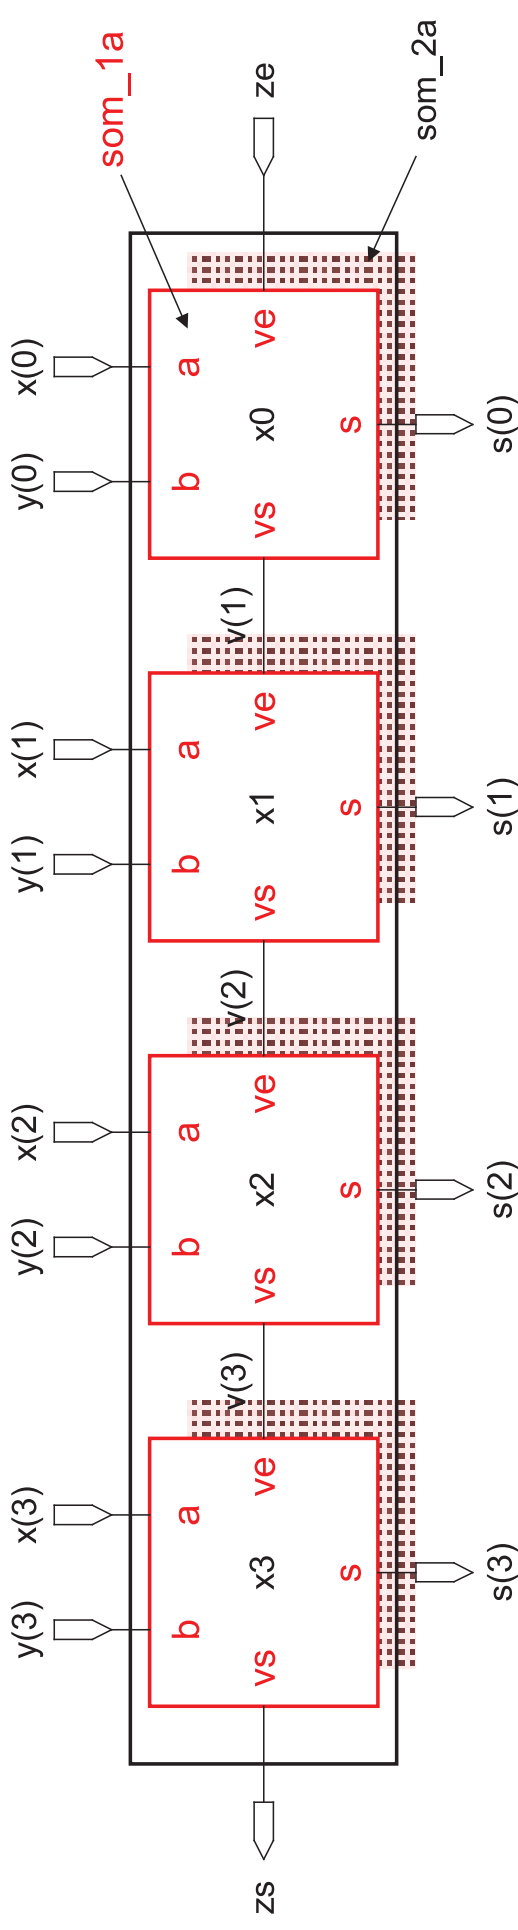 som_1a
som_2a
x(3)
y(3)
x(2)
y(2)
x(1)
y(1)
x(0)
y(0)
zs
b
a
vs
x3
ve
s
v(3)
b
a
vs
x2
ve
s
v(2)
b
a
vs
x1
ve
s
v(1)
b
a
vs
x0
ve
s
ze
s(3)
s(2)
s(1)
s(0)